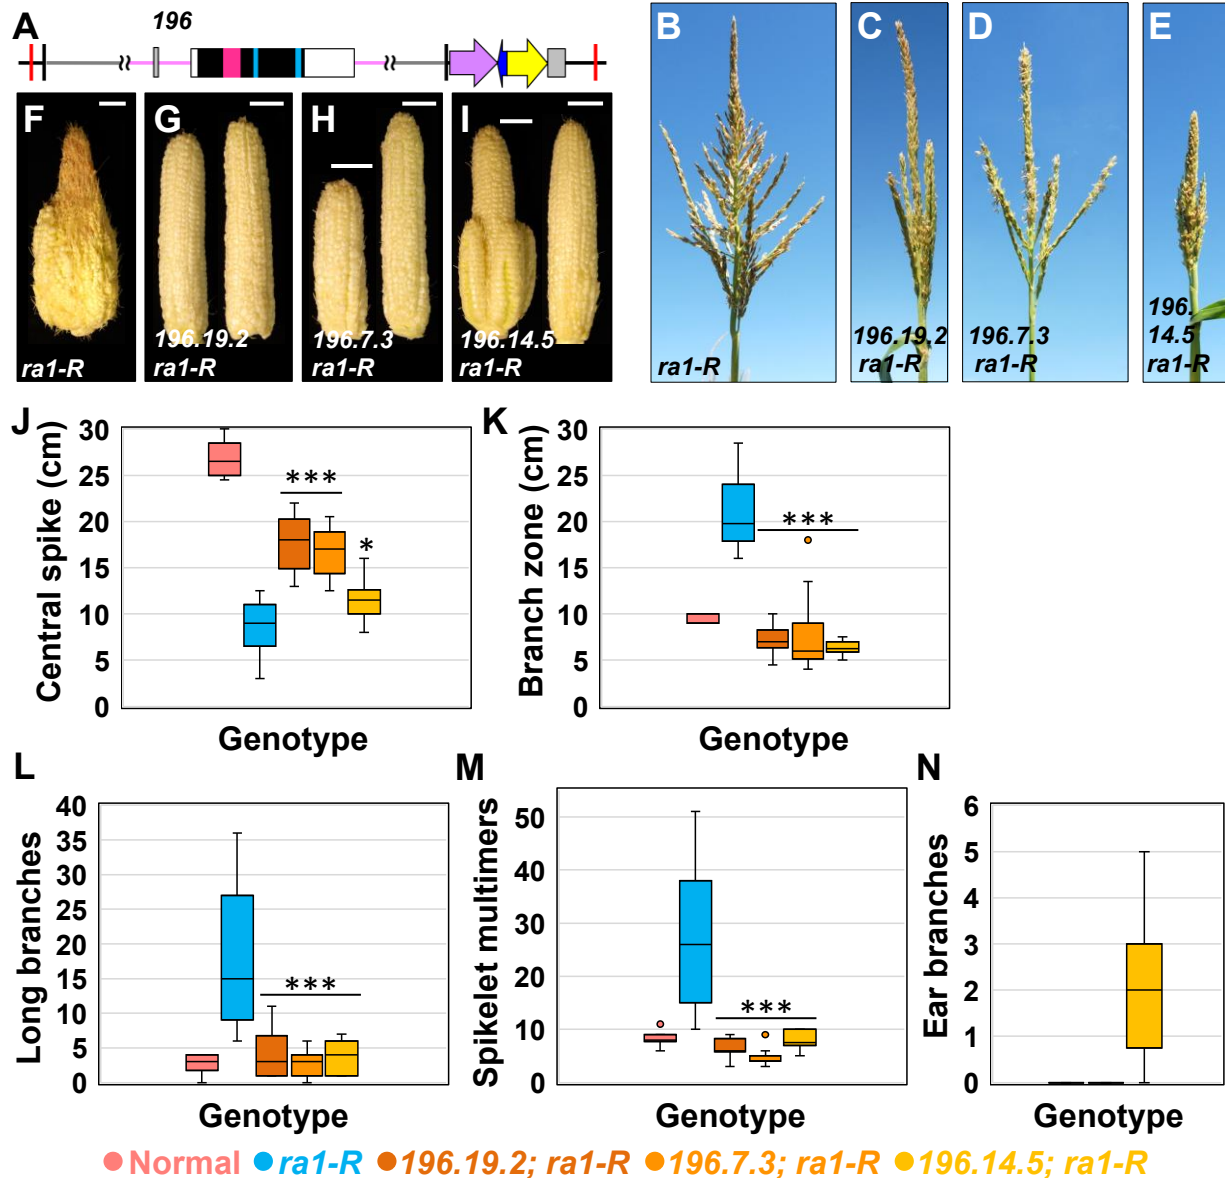 A
196
B
C
D
E
F
G
H
I
ra1-R
196.19.2
ra1-R
196.7.3
ra1-R
196.14.5
ra1-R
ra1-R
196.19.2
ra1-R
196.7.3
ra1-R
196.
14.5
ra1-R
J
Central spike (cm)
30
25
20
15
10
5
0
***
*
Genotype
K
Branch zone (cm)
30
25
20
15
10
5
0
***
Genotype
L
Long branches
40
35
30
25
20
15
10
5
0
***
Genotype
M
Spikelet multimers
50
40
30
20
10
0
***
Genotype
N
Ear branches
6
5
4
3
2
1
0
Genotype
Normal ra1-R 196.19.2; ra1-R 196.7.3; ra1-R 196.14.5; ra1-R